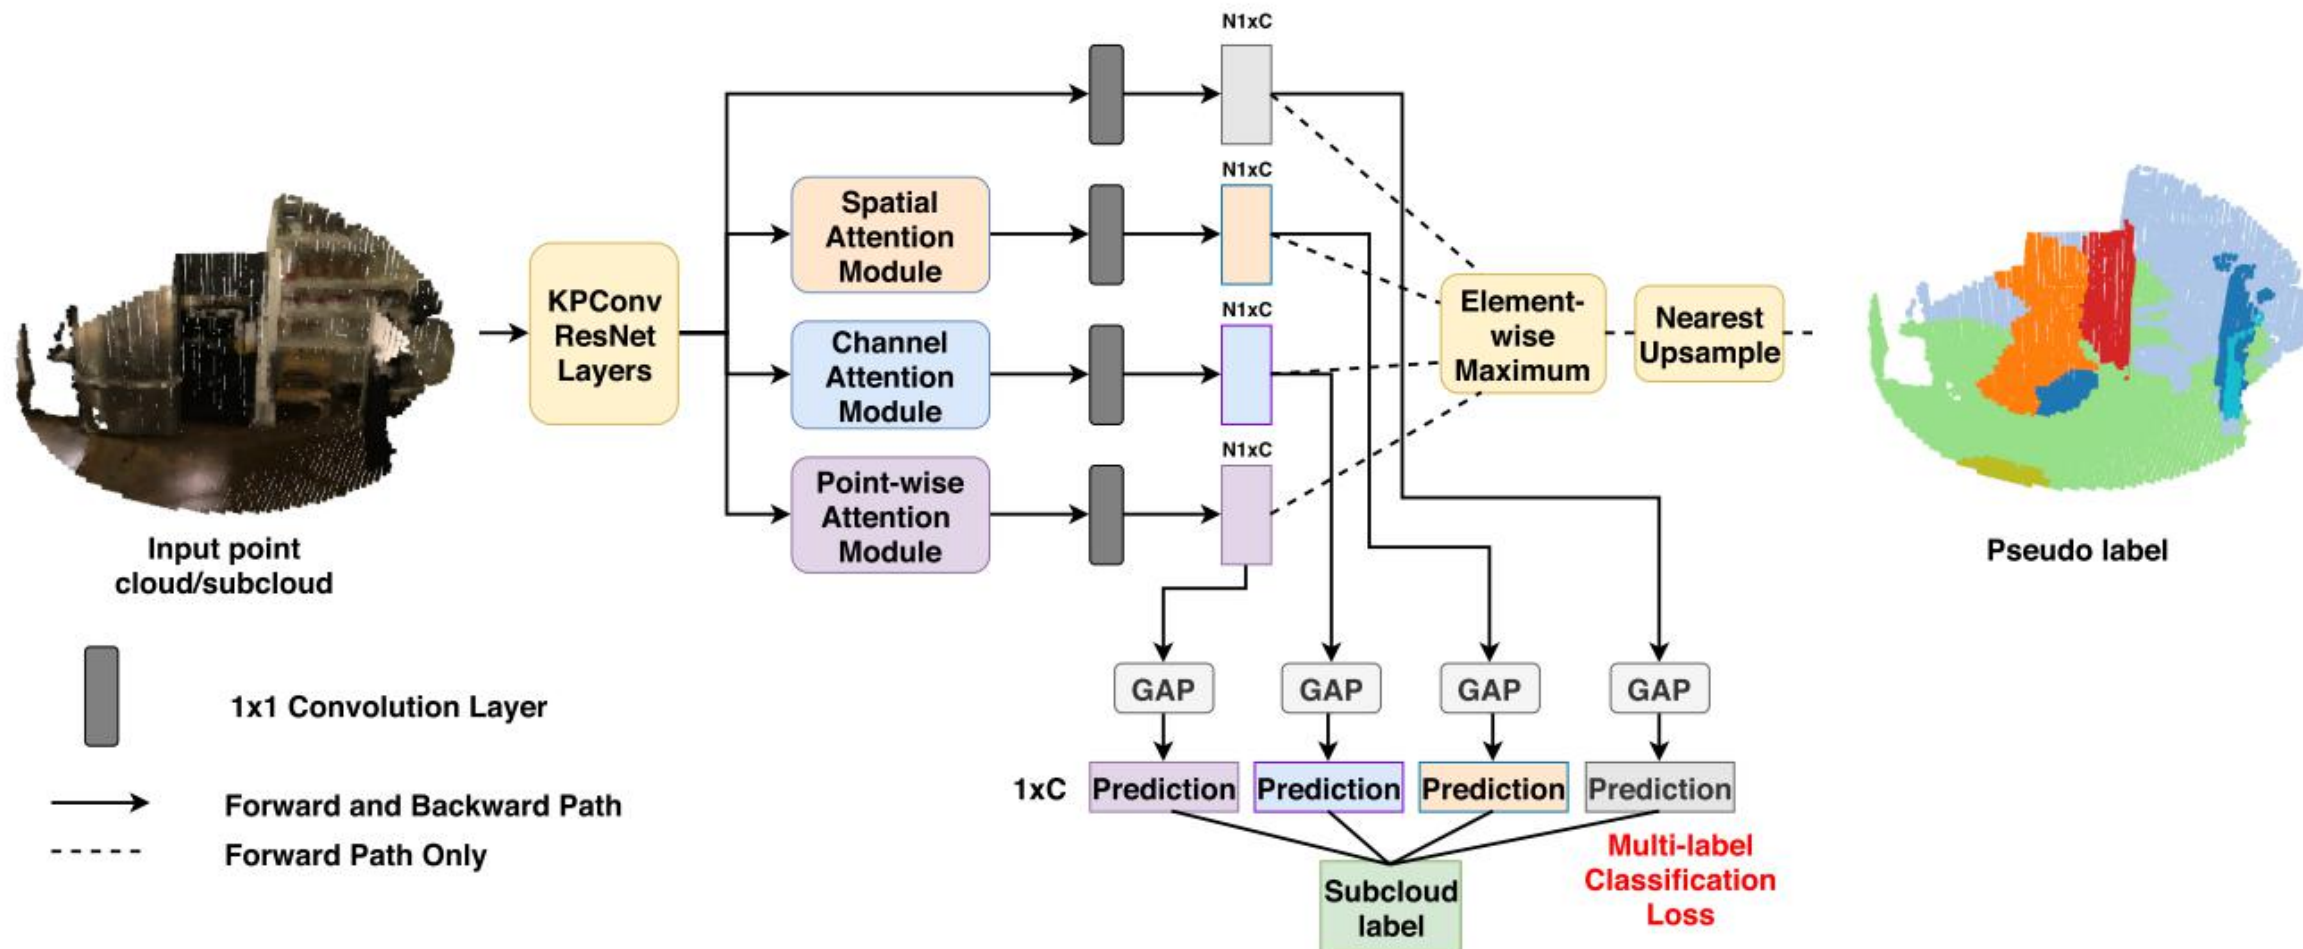 N1xC
N1xC
Spatial
Attention
Module
KPConv
ResNet
Layers
N1xC
Channel
Attention
Module
Element-
wise
Maximum
Nearest
Upsample
N1xC
Point-wise
Attention
Module
Input point
cloud/subcloud
Pseudo label
1x1 Convolution Layer
Forward and Backward Path
Forward Path Only
GAP
GAP
GAP
GAP
1xC
Prediction
Prediction
Prediction
Prediction
Multi-label
Classification
Loss
Subcloud
label